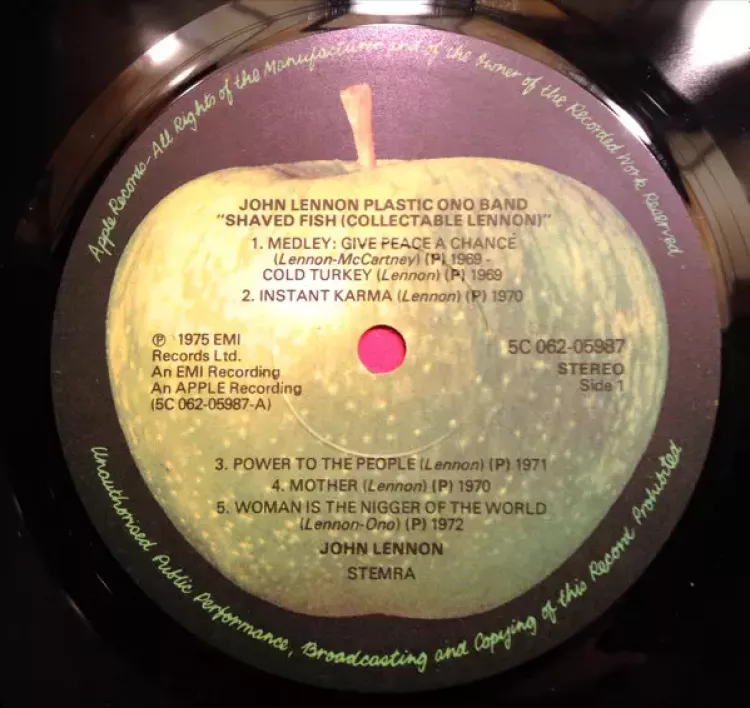 Apple Records-All Rights of the Manufacturer and of the Owner of the Recorded Work Reserved.
JOHN LENNON PLASTIC ONO BAND
"SHAVED FISH (COLLECTABLE LENNON)"
1. MEDLEY: GIVE PEACE A CHANCE
(Lennon-McCartney) (P) 1969 -
COLD TURKEY (Lennon) (P) 1969
2. INSTANT KARMA (Lennon) (P) 1970
℗ 1975 EMI
Records Ltd.
An EMI Recording
An APPLE Recording
(5C 062-05987-A)
5C 062-05987
STEREO
Side 1
3. POWER TO THE PEOPLE (Lennon) (P) 1971
4. MOTHER (Lennon) (P) 1970
5. WOMAN IS THE NIGGER OF THE WORLD
(Lennon-Ono) (P) 1972
JOHN LENNON
STEMRA
Unauthorised Public Performance, Broadcasting and Copying of this Record Prohibited